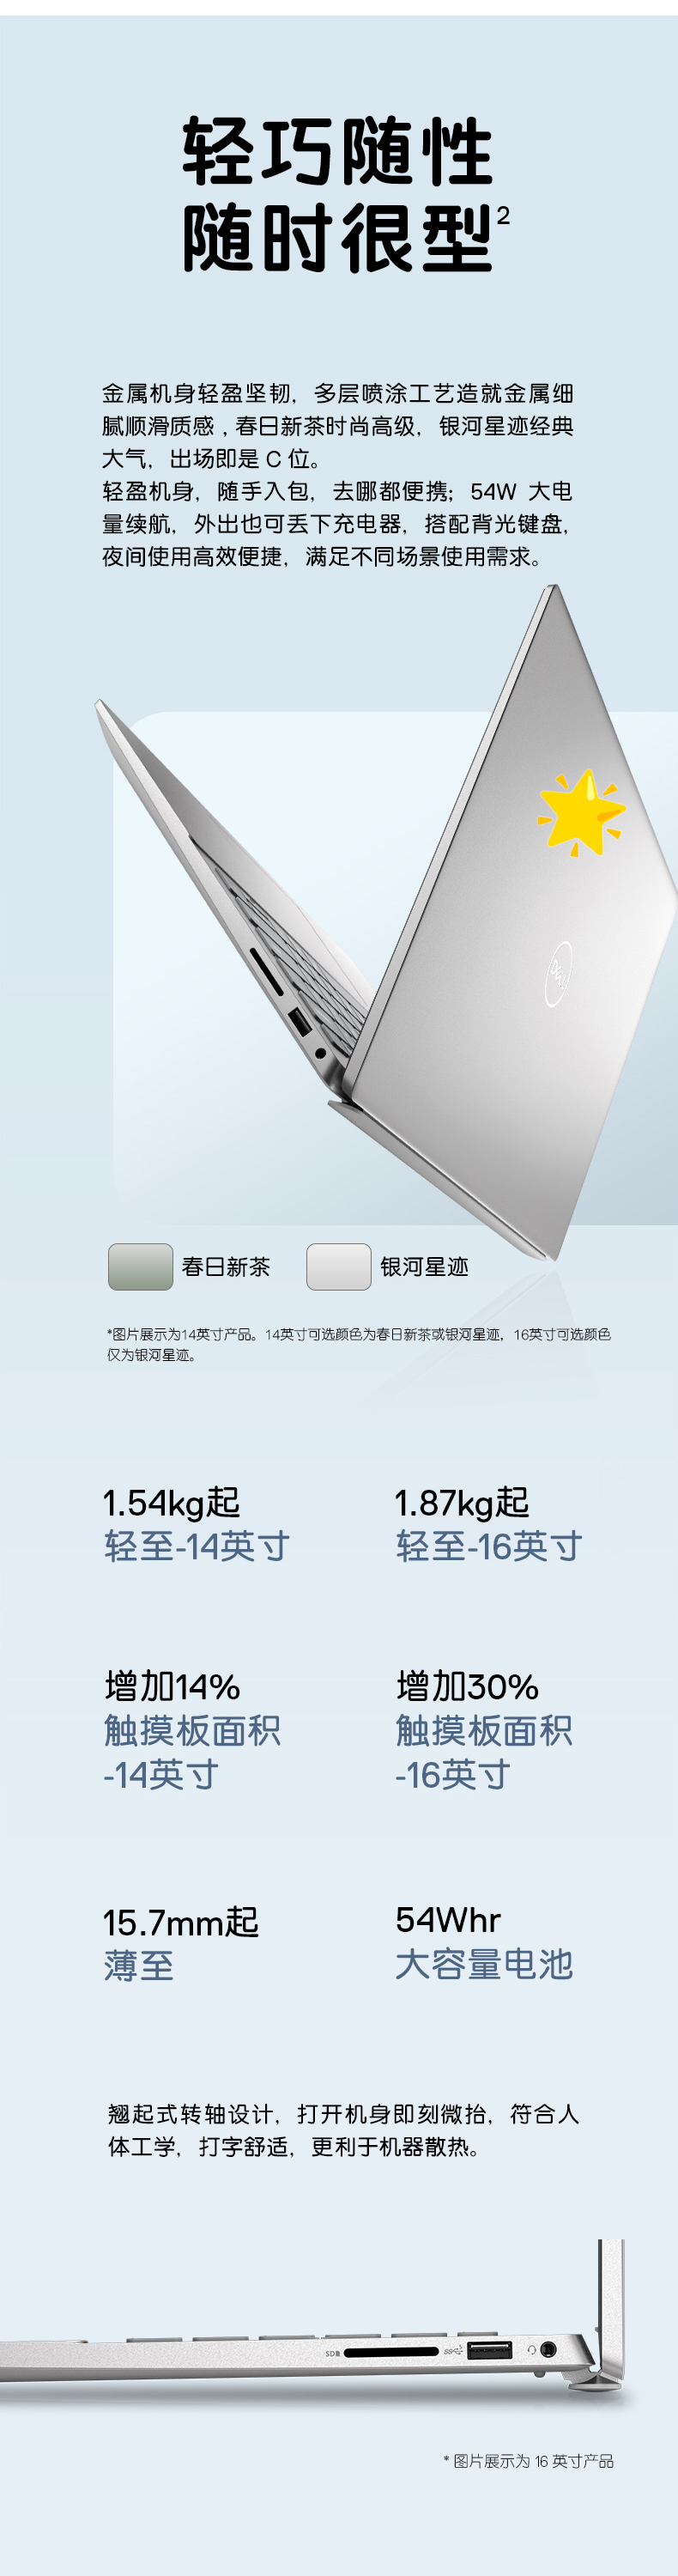 轻巧随性
随时很型2
金属机身轻盈坚韧，多层喷涂工艺造就金属细
腻顺滑质感，春日新茶时尚高级，银河星迹经典
大气，出场即是 C 位。
轻盈机身，随手入包，去哪都便携；54W 大电
量续航，外出也可丢下充电器，搭配背光键盘，
夜间使用高效便捷，满足不同场景使用需求。
DELL
春日新茶 银河星迹
*图片展示为14英寸产品。14英寸可选颜色为春日新茶或银河星迹，16英寸可选颜色
仅为银河星迹。
1.54kg起
轻至-14英寸
1.87kg起
轻至-16英寸
增加14%
触摸板面积
-14英寸
增加30%
触摸板面积
-16英寸
15.7mm起
薄至
54Whr
大容量电池
翘起式转轴设计，打开机身即刻微抬，符合人
体工学，打字舒适，更利于机器散热。
SD
* 图片展示为 16 英寸产品